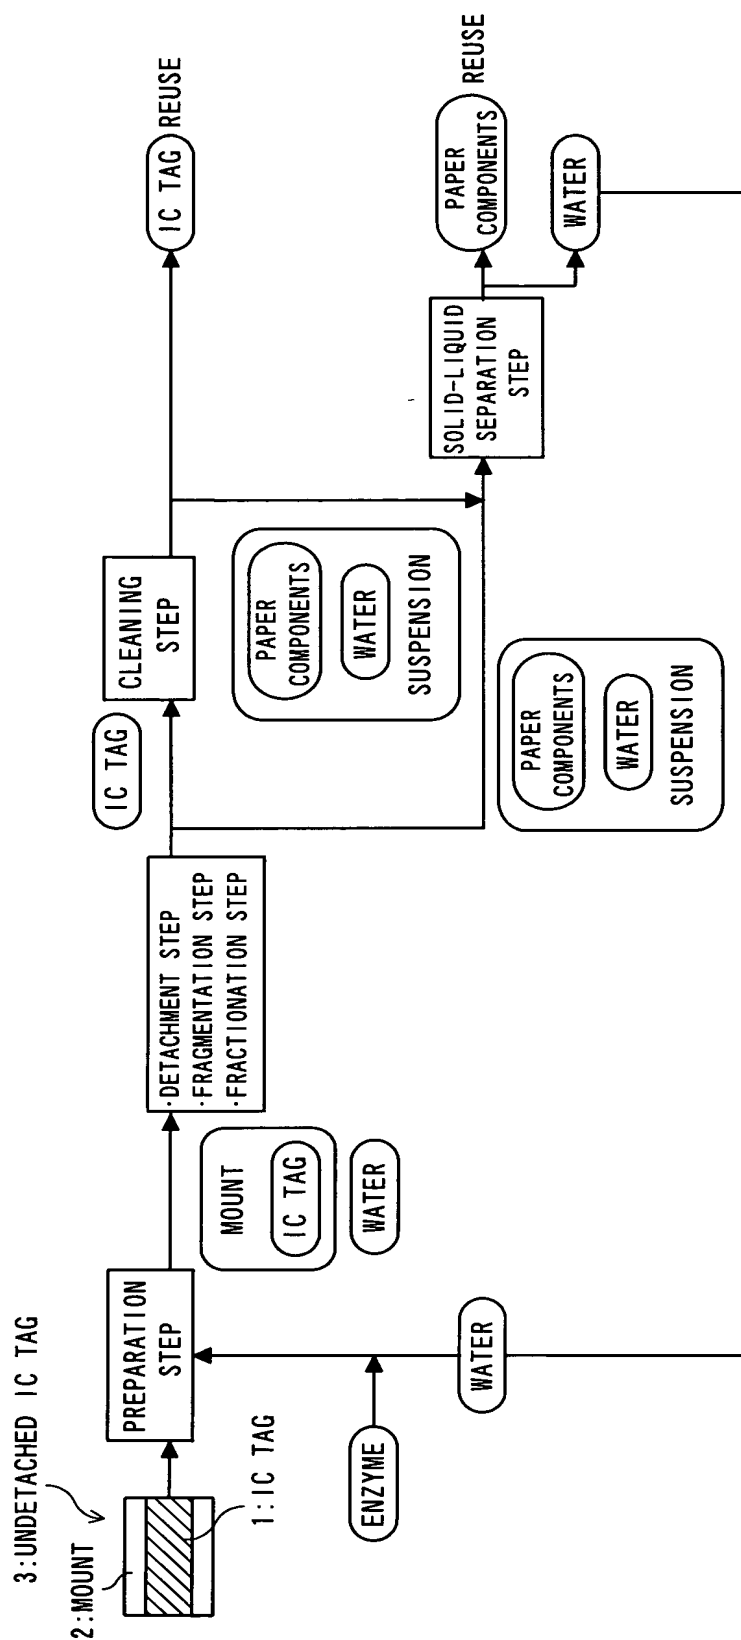 3:UNDETACHED IC TAG
2:MOUNT
1:IC TAG
PREPARATION
STEP
ENZYME
WATER
MOUNT
IC TAG
WATER
·DETACHMENT STEP
·FRAGMENTATION STEP
·FRACTIONATION STEP
IC TAG
CLEANING
STEP
PAPER
COMPONENTS
WATER
SUSPENSION
PAPER
COMPONENTS
WATER
SUSPENSION
SOLID-LIQUID
SEPARATION
STEP
IC TAG
REUSE
PAPER
COMPONENTS
REUSE
WATER